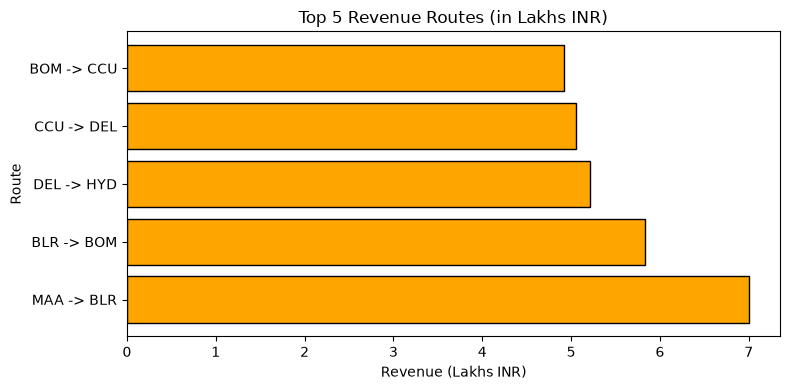 Top 5 Revenue Routes (in Lakhs INR)
Route
BOM -> CCU
CCU -> DEL
DEL -> HYD
BLR -> BOM
MAA -> BLR
0 1 2 3 4 5 6 7
Revenue (Lakhs INR)